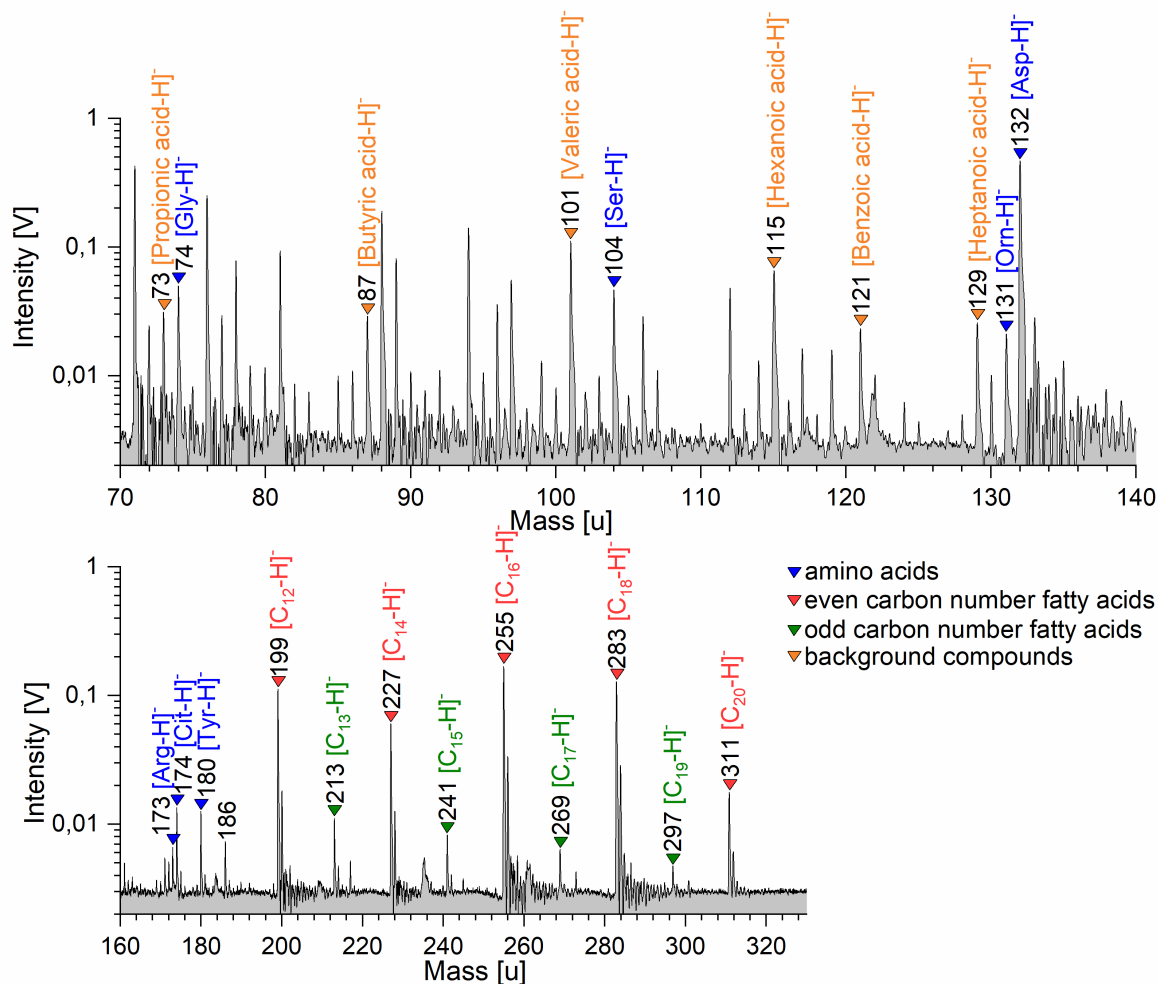 Intensity [V]
1
0,1
0,01
73 [Propionic acid-H]-
74 [Gly-H]-
87 [Butyric acid-H]-
101 [Valeric acid-H]-
104 [Ser-H]-
115 [Hexanoic acid-H]-
121 [Benzoic acid-H]-
129 [Heptanoic acid-H]-
131 [Orn-H]-
132 [Asp-H]-
70 80 90 100 110 120 130 140
Mass [u]
Intensity [V]
1
0,1
0,01
173 [Arg-H]-
174 [Cit-H]-
180 [Tyr-H]-
186
199 [C12-H]-
213 [C13-H]-
227 [C14-H]-
241 [C15-H]-
255 [C16-H]-
269 [C17-H]-
283 [C18-H]-
297 [C19-H]-
311 [C20-H]-
amino acids
even carbon number fatty acids
odd carbon number fatty acids
background compounds
160 180 200 220 240 260 280 300 320
Mass [u]